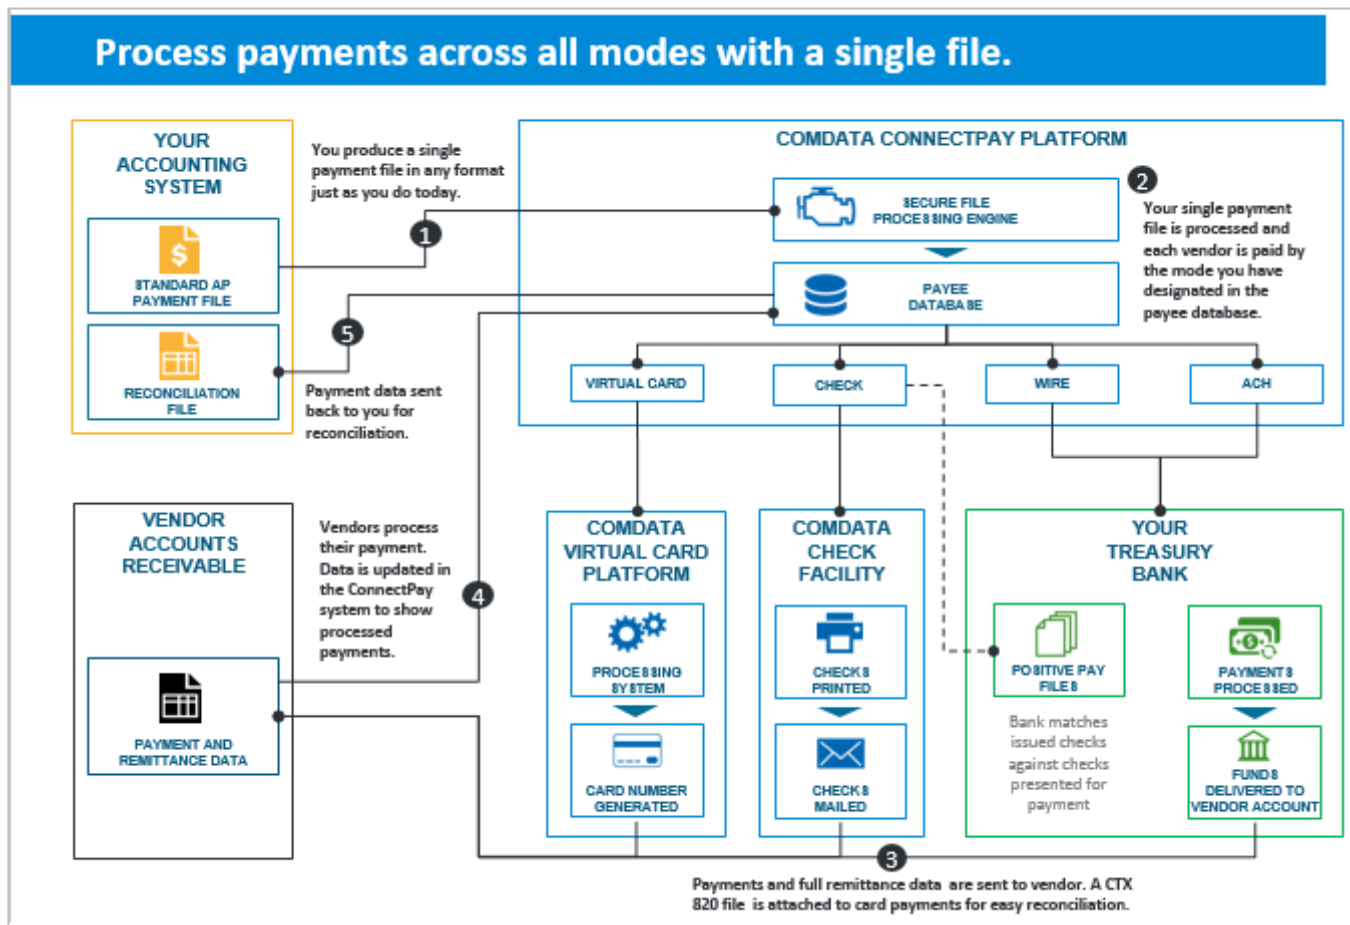 Process payments across all modes with a single file.
YOUR
ACCOUNTING
SYSTEM
STANDARD AP
PAYMENT FILE
RECONCILIATION
FILE
You produce a single
payment file in any format
just as you do today.
1
5
Payment data sent
back to you for
reconciliation.
COMDATA CONNECTPAY PLATFORM
SECURE FILE
PROCESSING ENGINE
PAYEE
DATABASE
2
Your single payment
file is processed and
each vendor is paid by
the mode you have
designated in the
payee database.
VIRTUAL CARD
CHECK
WIRE
ACH
VENDOR
ACCOUNTS
RECEIVABLE
PAYMENT AND
REMITTANCE DATA
Vendors process
their payment.
Data is updated in
the ConnectPay
system to show
processed
payments.
4
COMDATA
VIRTUAL CARD
PLATFORM
PROCESSING
SYSTEM
CARD NUMBER
GENERATED
COMDATA
CHECK
FACILITY
CHECKS
PRINTED
CHECKS
MAILED
YOUR
TREASURY
BANK
POSITIVE PAY
FILES
Bank matches
issued checks
against checks
presented for
payment
PAYMENTS
PROCESSED
FUNDS
DELIVERED TO
VENDOR ACCOUNT
3
Payments and full remittance data are sent to vendor. A CTX
820 file is attached to card payments for easy reconciliation.